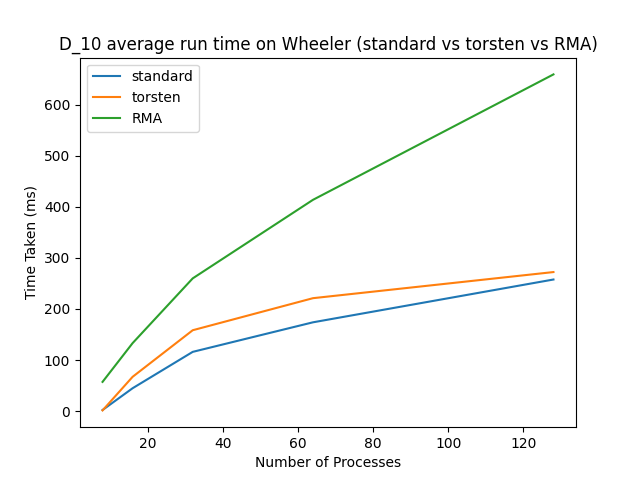 D_10 average run time on Wheeler (standard vs torsten vs RMA)
standard
torsten
RMA
600
500
400
300
200
100
0
Time Taken (ms)
20 40 60 80 100 120
Number of Processes